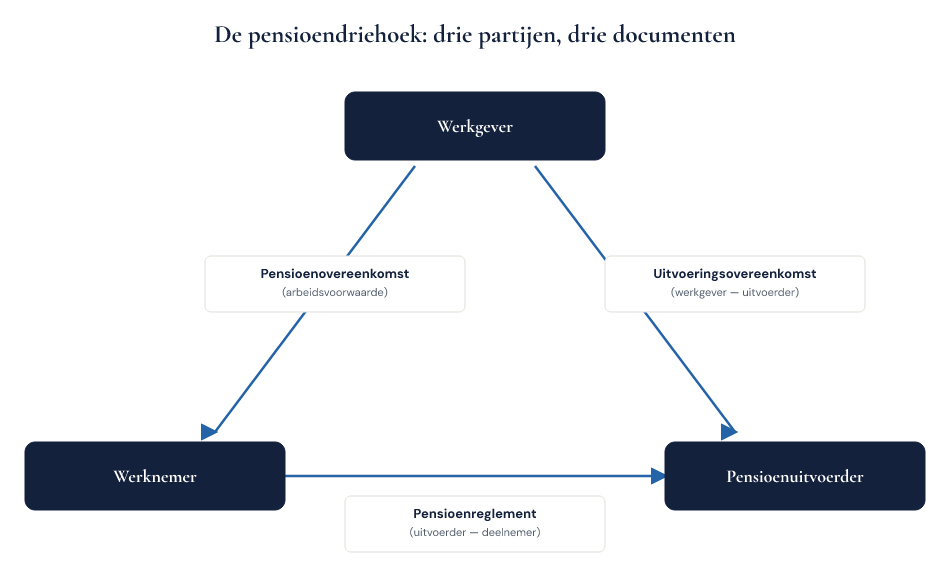 De pensioendriehoek: drie partijen, drie documenten
Werkgever
Pensioenovereenkomst
(arbeidsvoorwaarde)
Uitvoeringsovereenkomst
(werkgever — uitvoerder)
Werknemer
Pensioenuitvoerder
Pensioenreglement
(uitvoerder — deelnemer)